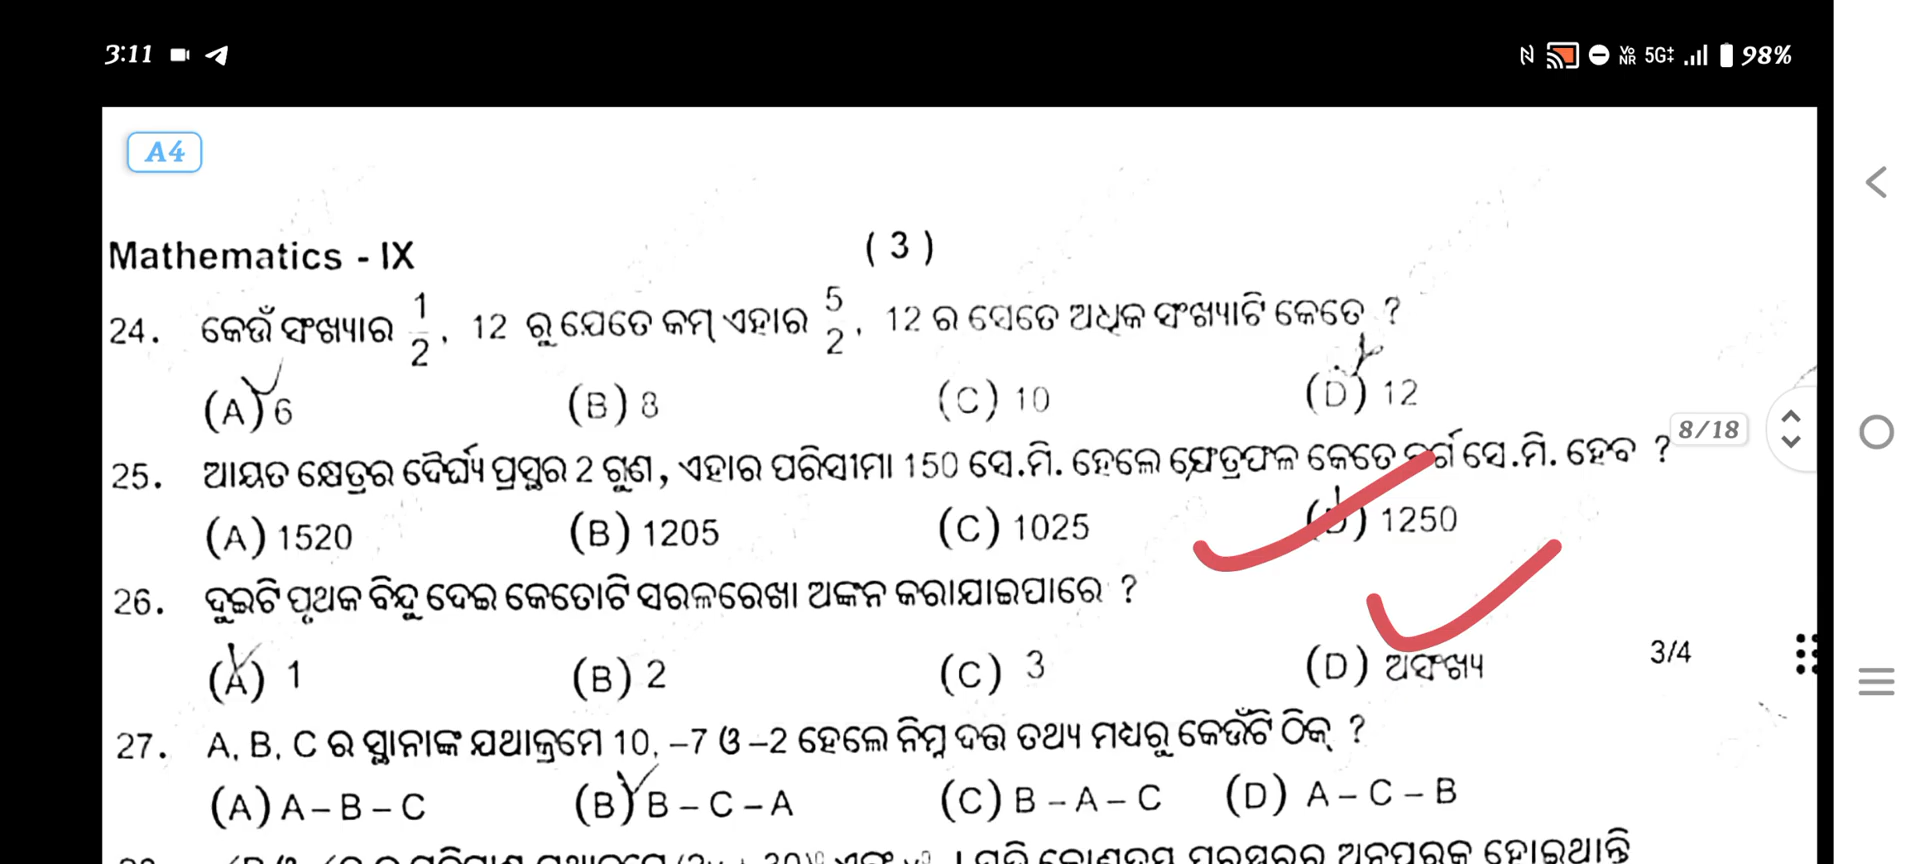 3:11 VoNR 5G 98%
A4
Mathematics - IX ( 3 )
24. କେଉଁ ସଂଖ୍ୟାର 1/2, 12 ରୁ ଯେତେ କମ୍ ଏହାର 5/2, 12 ର ସେତେ ଅଧିକ ସଂଖ୍ୟାଟି କେତେ ?
(A) 6 (B) 8 (C) 10 (D) 12
8/18
25. ଆୟତ କ୍ଷେତ୍ରର ଦୈର୍ଘ୍ୟ ପ୍ରସ୍ଥର 2 ଗୁଣ, ଏହାର ପରିସୀମା 150 ସେ.ମି. ହେଲେ କ୍ଷେତ୍ରଫଳ କେତେ ବର୍ଗ ସେ.ମି. ହେବ ?
(A) 1520 (B) 1205 (C) 1025 (D) 1250
26. ଦୁଇଟି ପୃଥକ ବିନ୍ଦୁ ଦେଇ କେତୋଟି ସରଳରେଖା ଅଙ୍କନ କରାଯାଇପାରେ ?
(A) 1 (B) 2 (C) 3 (D) ଅସଂଖ୍ୟ
3/4
27. A, B, C ର ସ୍ଥାନାଙ୍କ ଯଥାକ୍ରମେ 10, –7 ଓ –2 ହେଲେ ନିମ୍ନ ଦତ୍ତ ତଥ୍ୟ ମଧ୍ୟରୁ କେଉଁଟି ଠିକ୍ ?
(A) A – B – C (B) B – C – A (C) B – A – C (D) A – C – B